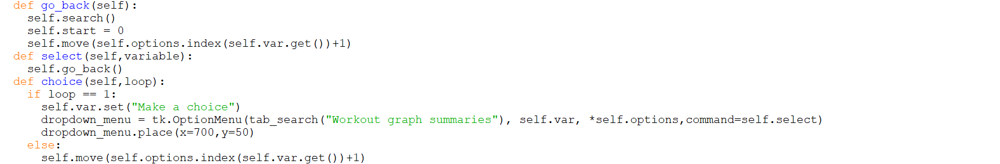 def go_back(self):
self.search()
self.start = 0
self.move(self.options.index(self.var.get())+1)
def select(self,variable):
self.go_back()
def choice(self,loop):
if loop == 1:
self.var.set("Make a choice")
dropdown_menu = tk.OptionMenu(tab_search("Workout graph summaries"), self.var, *self.options,command=self.select)
dropdown_menu.place(x=700,y=50)
else:
self.move(self.options.index(self.var.get())+1)